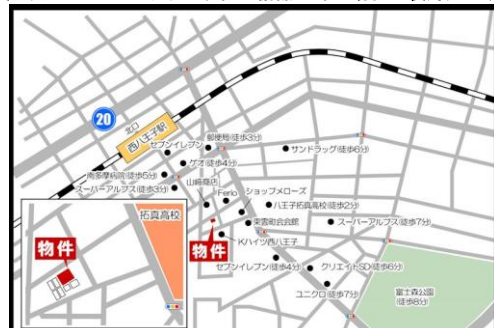 20
北口
西八王子駅
セブンイレブン
郵便局(徒歩3分)
サンドラッグ(徒歩6分)
ゲオ(徒歩4分)
南多摩病院(徒歩5分)
スーパーアルプス(徒歩3分)
山崎商店
Ferio
ショップメローズ
八王子拓真高校(徒歩2分)
東雲町会会館
スーパーアルプス(徒歩7分)
拓真高校
物件
物件
Kハイツ西八王子
セブンイレブン(徒歩4分)
クリエイトSD(徒歩6分)
ユニクロ(徒歩7分)
富士森公園
(徒歩8分)